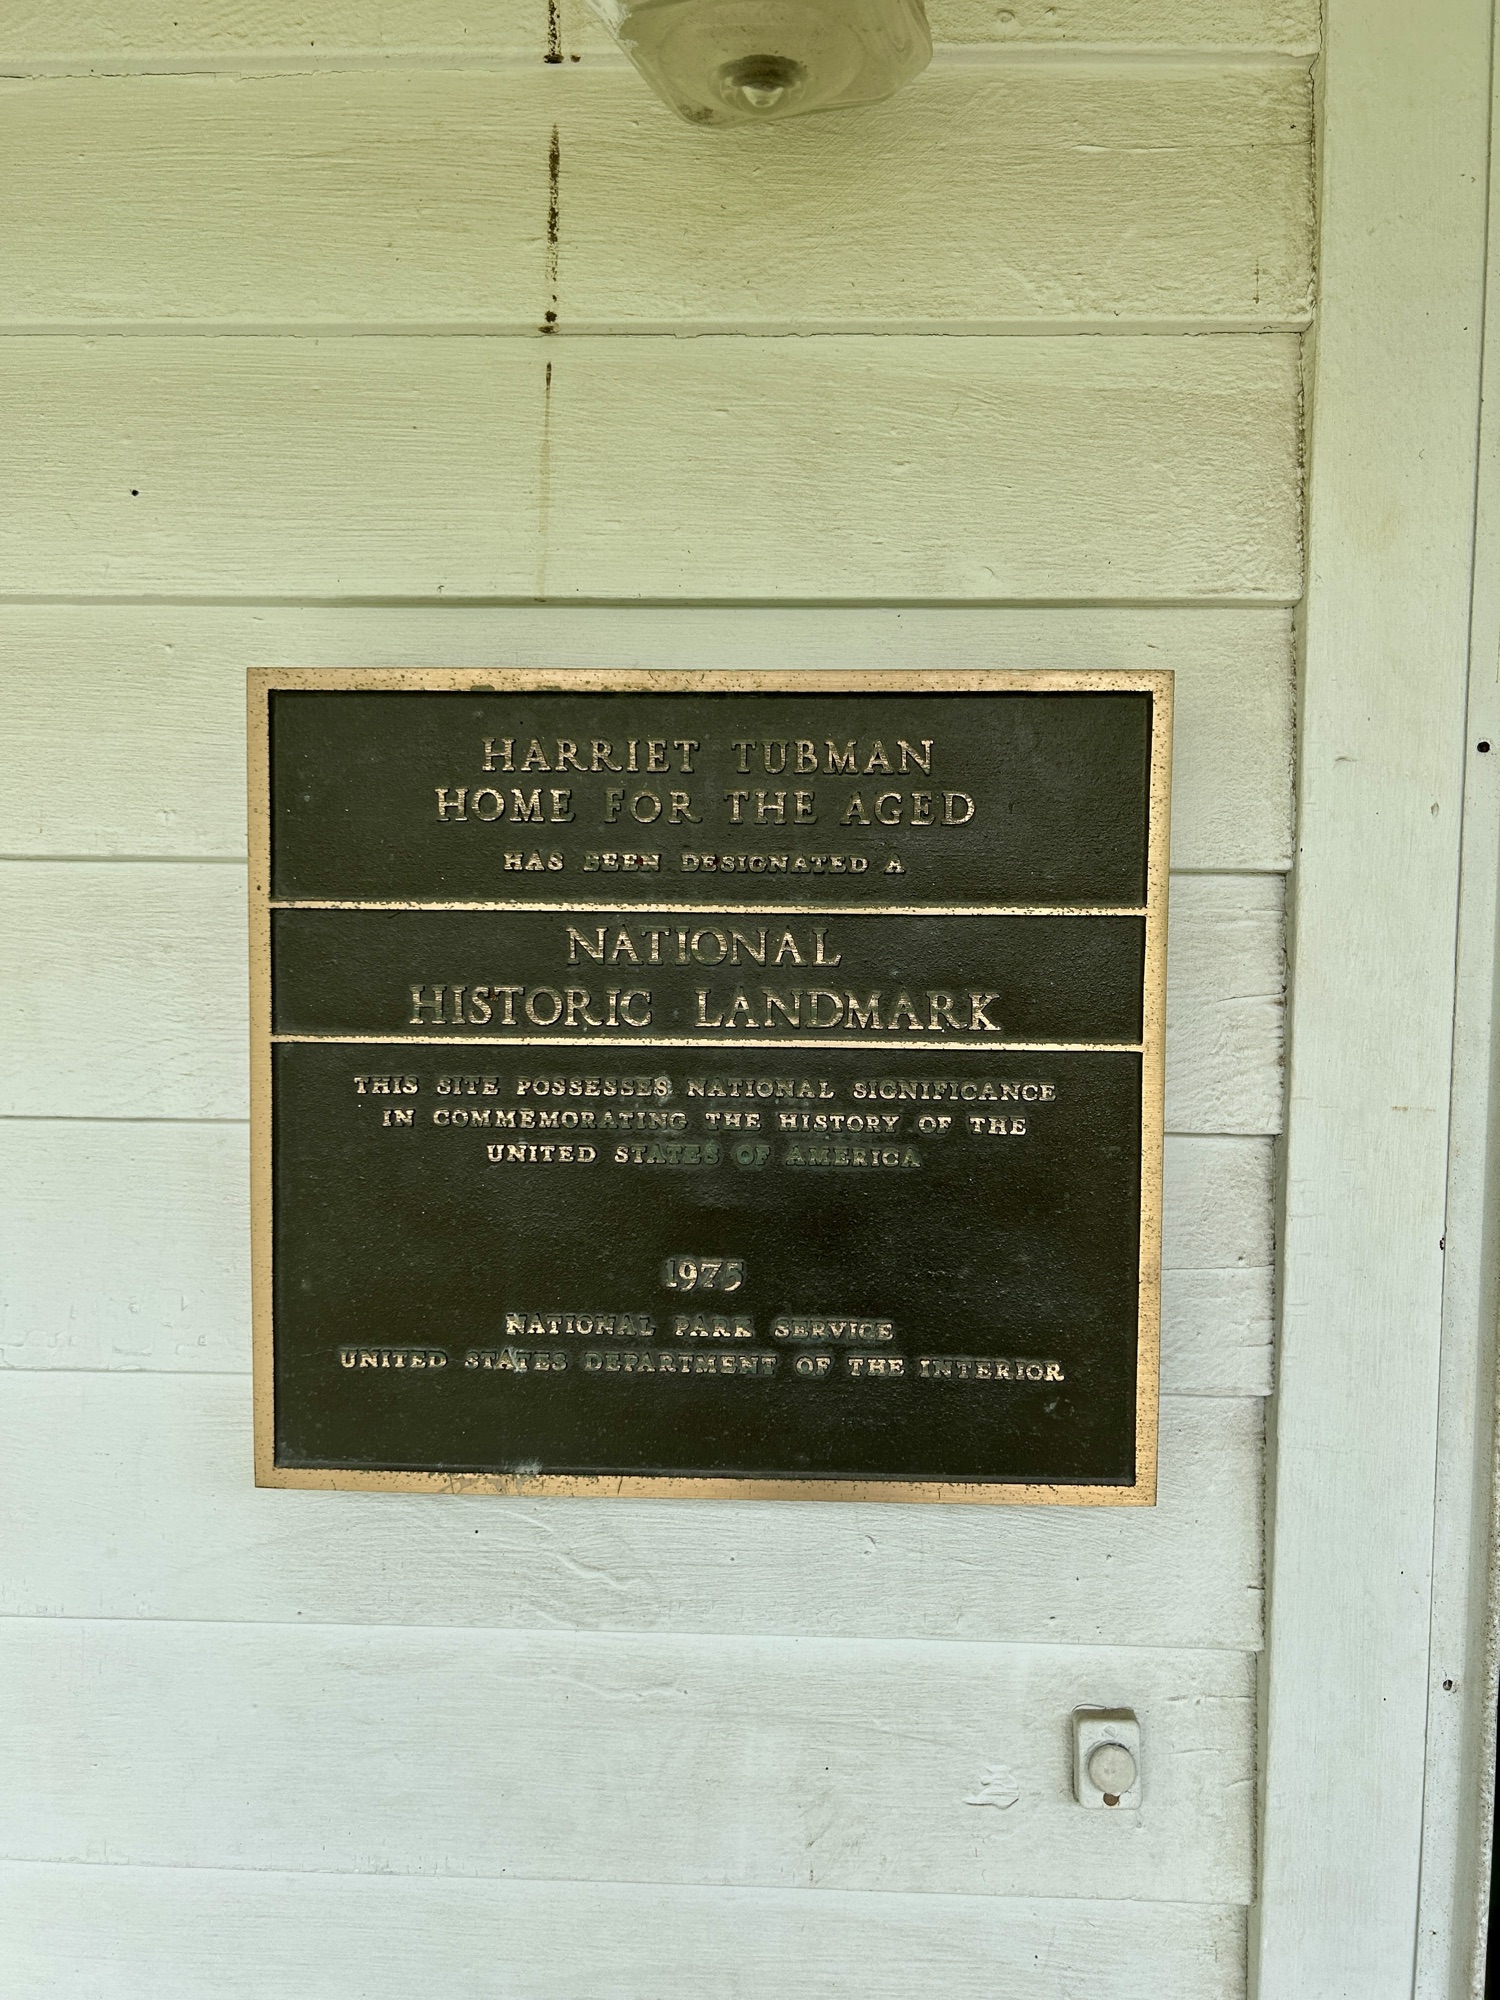 HARRIET TUBMAN
HOME FOR THE AGED
HAS BEEN DESIGNATED A
NATIONAL
HISTORIC LANDMARK
THIS SITE POSSESSES NATIONAL SIGNIFICANCE
IN COMMEMORATING THE HISTORY OF THE
UNITED STATES OF AMERICA
1975
NATIONAL PARK SERVICE
UNITED STATES DEPARTMENT OF THE INTERIOR